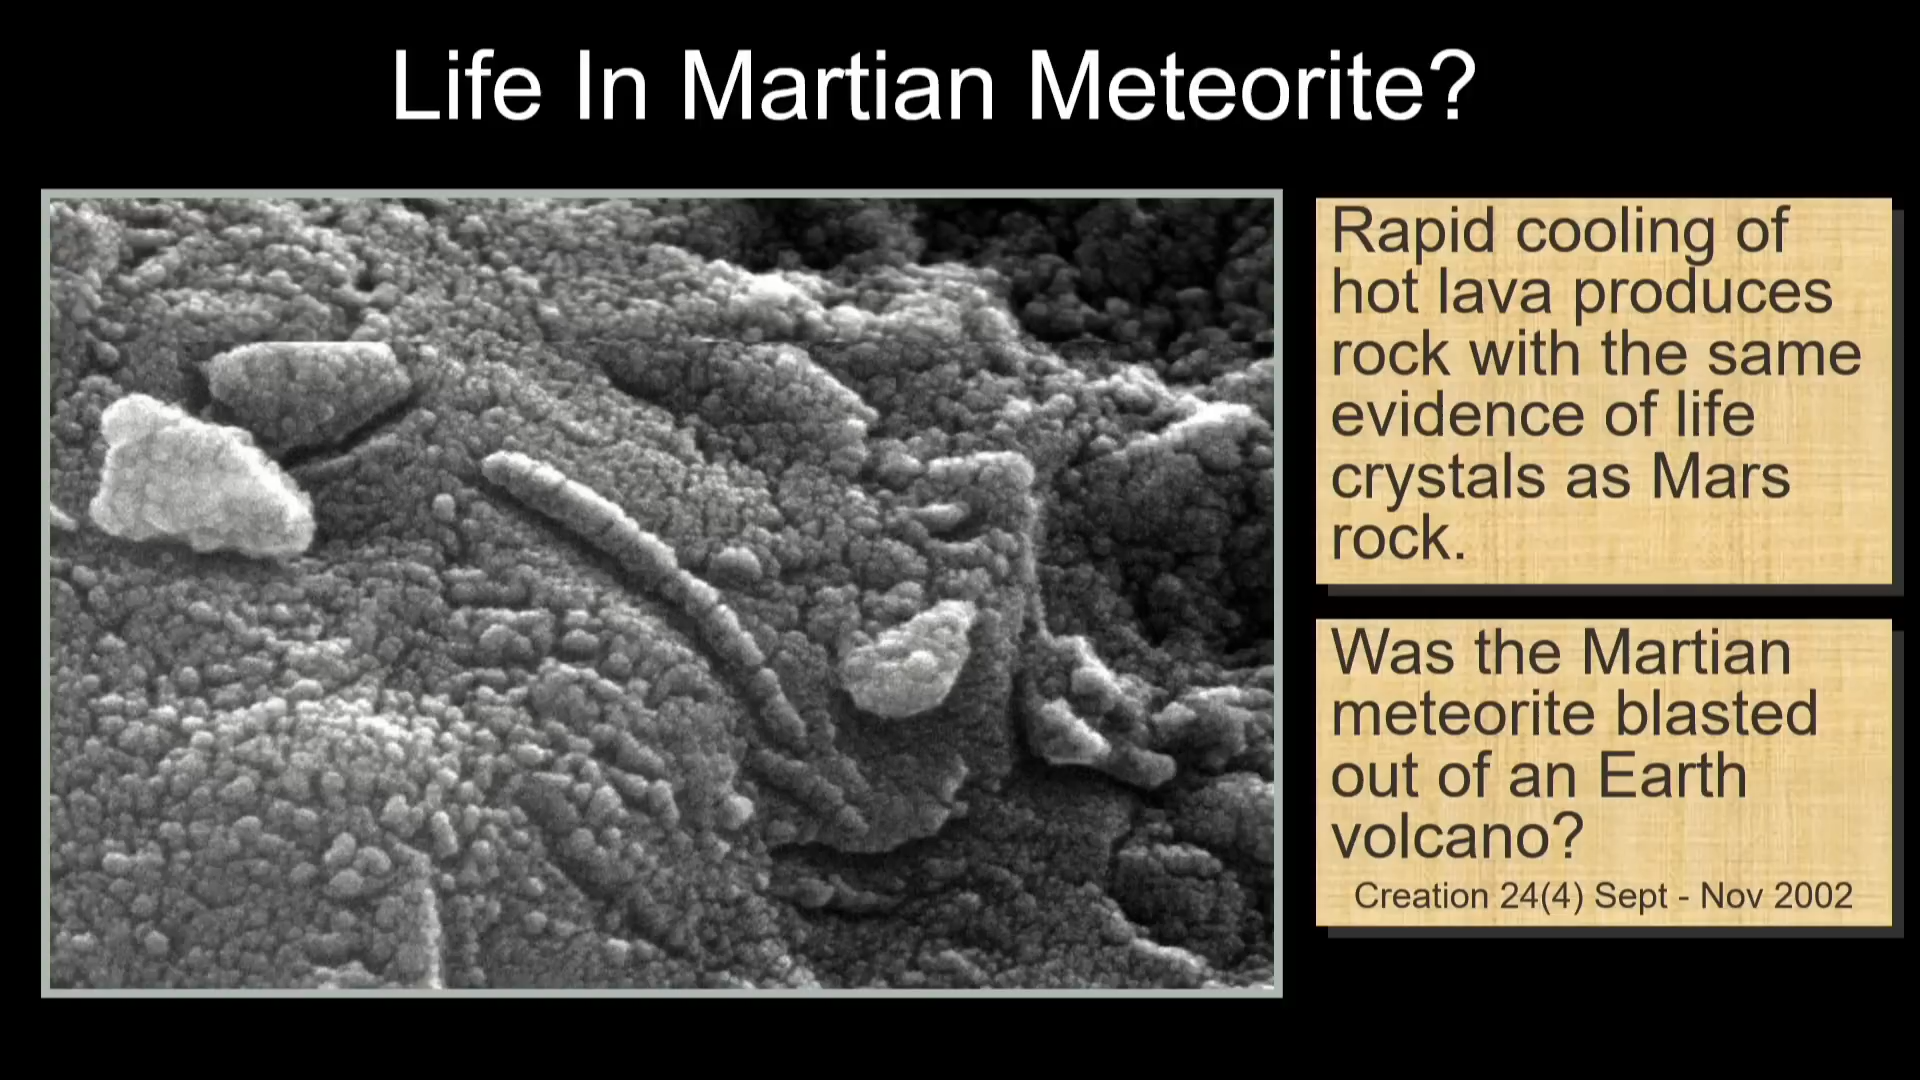 Life In Martian Meteorite?
Rapid cooling of
hot lava produces
rock with the same
evidence of life
crystals as Mars
rock.
Was the Martian
meteorite blasted
out of an Earth
volcano?
Creation 24(4) Sept - Nov 2002